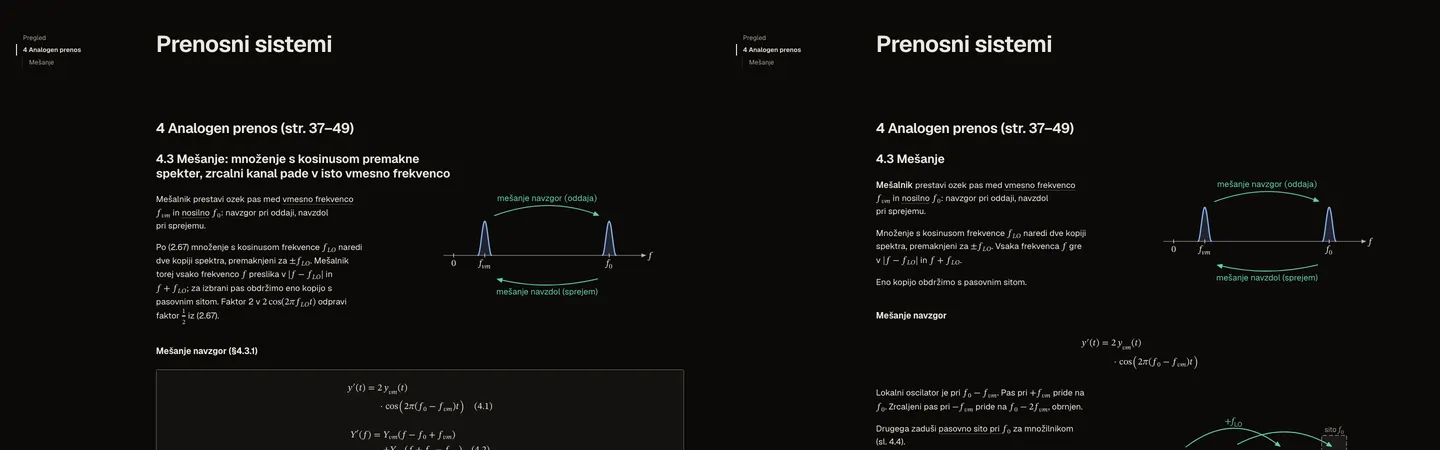 Pregled
4 Analogen prenos
Mešanje
Prenosni sistemi
4 Analogen prenos (str. 37–49)
4.3 Mešanje: množenje s kosinusom premakne
spekter, zrcalni kanal pade v isto vmesno frekvenco
Mešalnik prestavi ozek pas med vmesno frekvenco
f_vm in nosilno f_0: navzgor pri oddaji, navzdol
pri sprejemu.
Po (2.67) množenje s kosinusom frekvence f_LO naredi
dve kopiji spektra, premaknjeni za ±f_LO. Mešalnik
torej vsako frekvenco f preslika v |f − f_LO| in
f + f_LO; za izbrani pas obdržimo eno kopijo s
pasovnim sitom. Faktor 2 v 2 cos(2πf_LO t) odpravi
faktor 1/2 iz (2.67).
mešanje navzgor (oddaja)
0 f_vm f_0 f
mešanje navzdol (sprejem)
Mešanje navzgor (§4.3.1)
y′(t) = 2 y_vm(t)
· cos(2π(f_0 − f_vm)t) (4.1)
Y′(f) = Y_vm(f − f_0 + f_vm)
Pregled
4 Analogen prenos
Mešanje
Prenosni sistemi
4 Analogen prenos (str. 37–49)
4.3 Mešanje
Mešalnik prestavi ozek pas med vmesno frekvenco
f_vm in nosilno f_0: navzgor pri oddaji, navzdol
pri sprejemu.
Množenje s kosinusom frekvence f_LO naredi dve kopiji
spektra, premaknjeni za ±f_LO. Vsaka frekvenca f gre
v |f − f_LO| in f + f_LO.
Eno kopijo obdržimo s pasovnim sitom.
mešanje navzgor (oddaja)
0 f_vm f_0 f
mešanje navzdol (sprejem)
Mešanje navzgor
y′(t) = 2 y_vm(t)
· cos(2π(f_0 − f_vm)t)
Lokalni oscilator je pri f_0 − f_vm. Pas pri +f_vm pride na
f_0. Zrcaljeni pas pri −f_vm pride na f_0 − 2f_vm, obrnjen.
Drugega zaduši pasovno sito pri f_0 za množilnikom
(sl. 4.4).
+f_LO
sito f_0